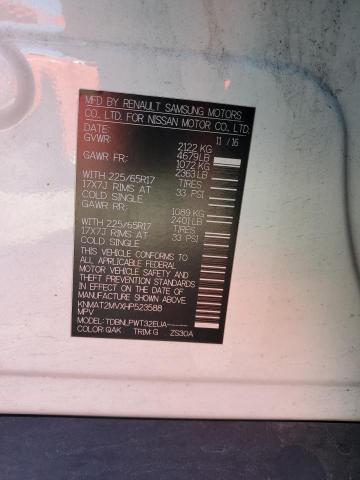 MFD BY RENAULT SAMSUNG MOTORS
CO. LTD. FOR NISSAN MOTOR CO., LTD.
DATE: 11 / 16
GVWR: 2122 KG
4679 LB
GAWR FR: 1072 KG
2363 LB
WITH 225/65R17 TIRES
17X7J RIMS AT 33 PSI
COLD SINGLE
GAWR RR: 1089 KG
2401 LB
WITH 225/65R17 TIRES
17X7J RIMS AT 33 PSI
COLD SINGLE
THIS VEHICLE CONFORMS TO ALL
APPLICABLE FEDERAL
MOTOR VEHICLE SAFETY AND
THEFT PREVENTION STANDARDS
IN EFFECT ON THE DATE OF
MANUFACTURE SHOWN ABOVE.
KNMAT2MVXHP523588
MPV
MODEL: TDBNLPWT32EUA-----
COLOR: QAK TRIM: G ZS30A